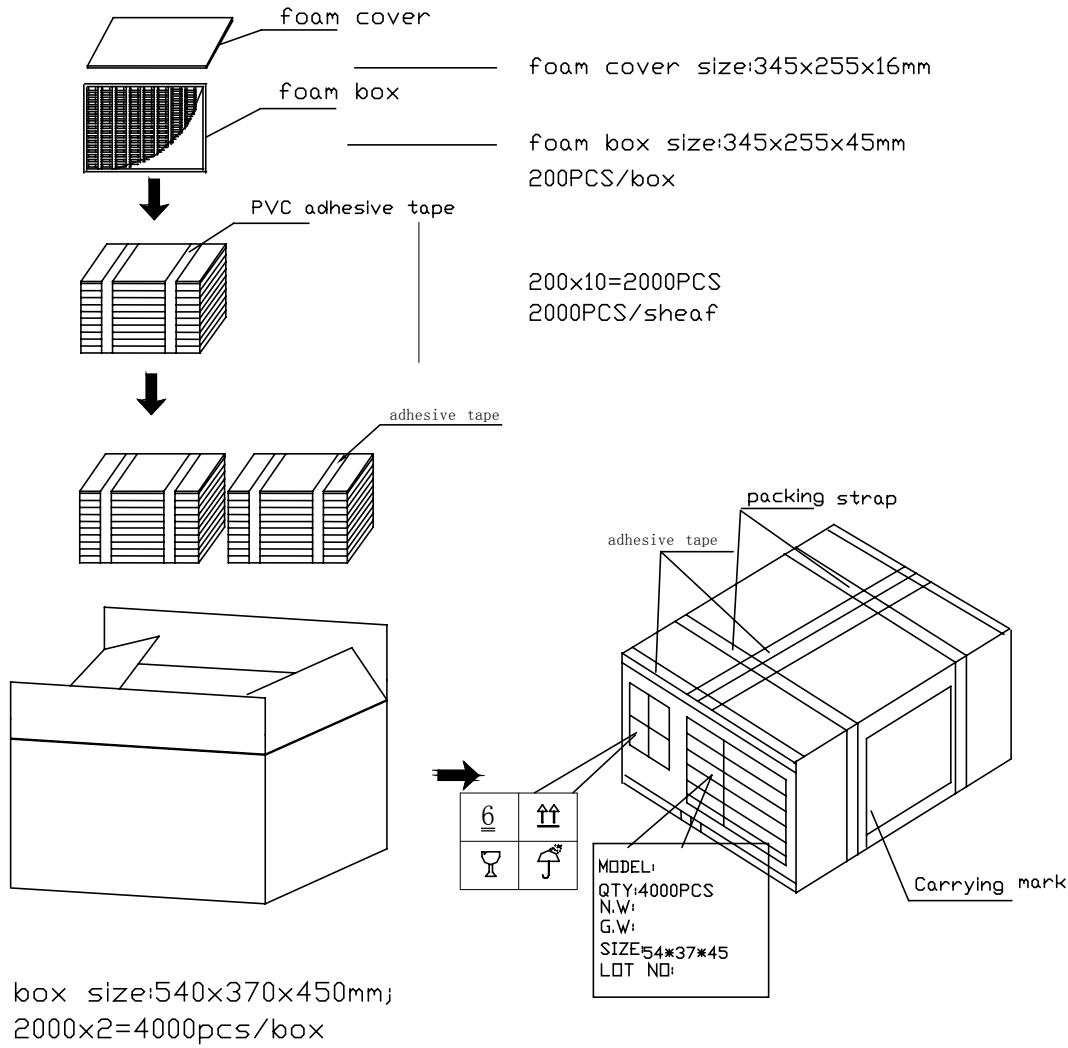 foam cover
foam cover size:345x255x16mm
foam box
foam box size:345x255x45mm
200PCS/box
PVC adhesive tape
200x10=2000PCS
2000PCS/sheaf
adhesive tape
packing strap
adhesive tape
6
MODEL:
QTY:4000PCS
N.W:
G.W:
SIZE:54*37*45
LOT NO:
Carrying mark
box size:540x370x450mm;
2000x2=4000pcs/box